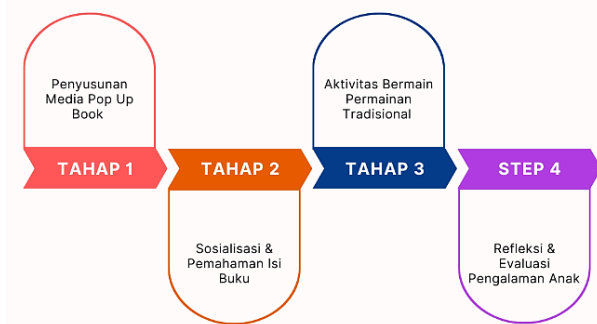 Penyusunan
Media Pop Up
Book
TAHAP 1
TAHAP 2
Sosialisasi &
Pemahaman Isi
Buku
Aktivitas Bermain
Permainan
Tradisional
TAHAP 3
STEP 4
Refleksi &
Evaluasi
Pengalaman Anak